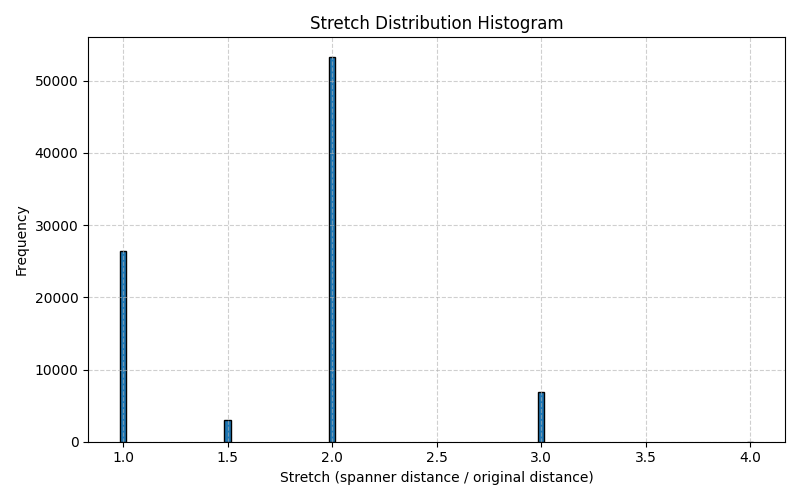 Stretch Distribution Histogram
Frequency
50000
40000
30000
20000
10000
0
1.0 1.5 2.0 2.5 3.0 3.5 4.0
Stretch (spanner distance / original distance)